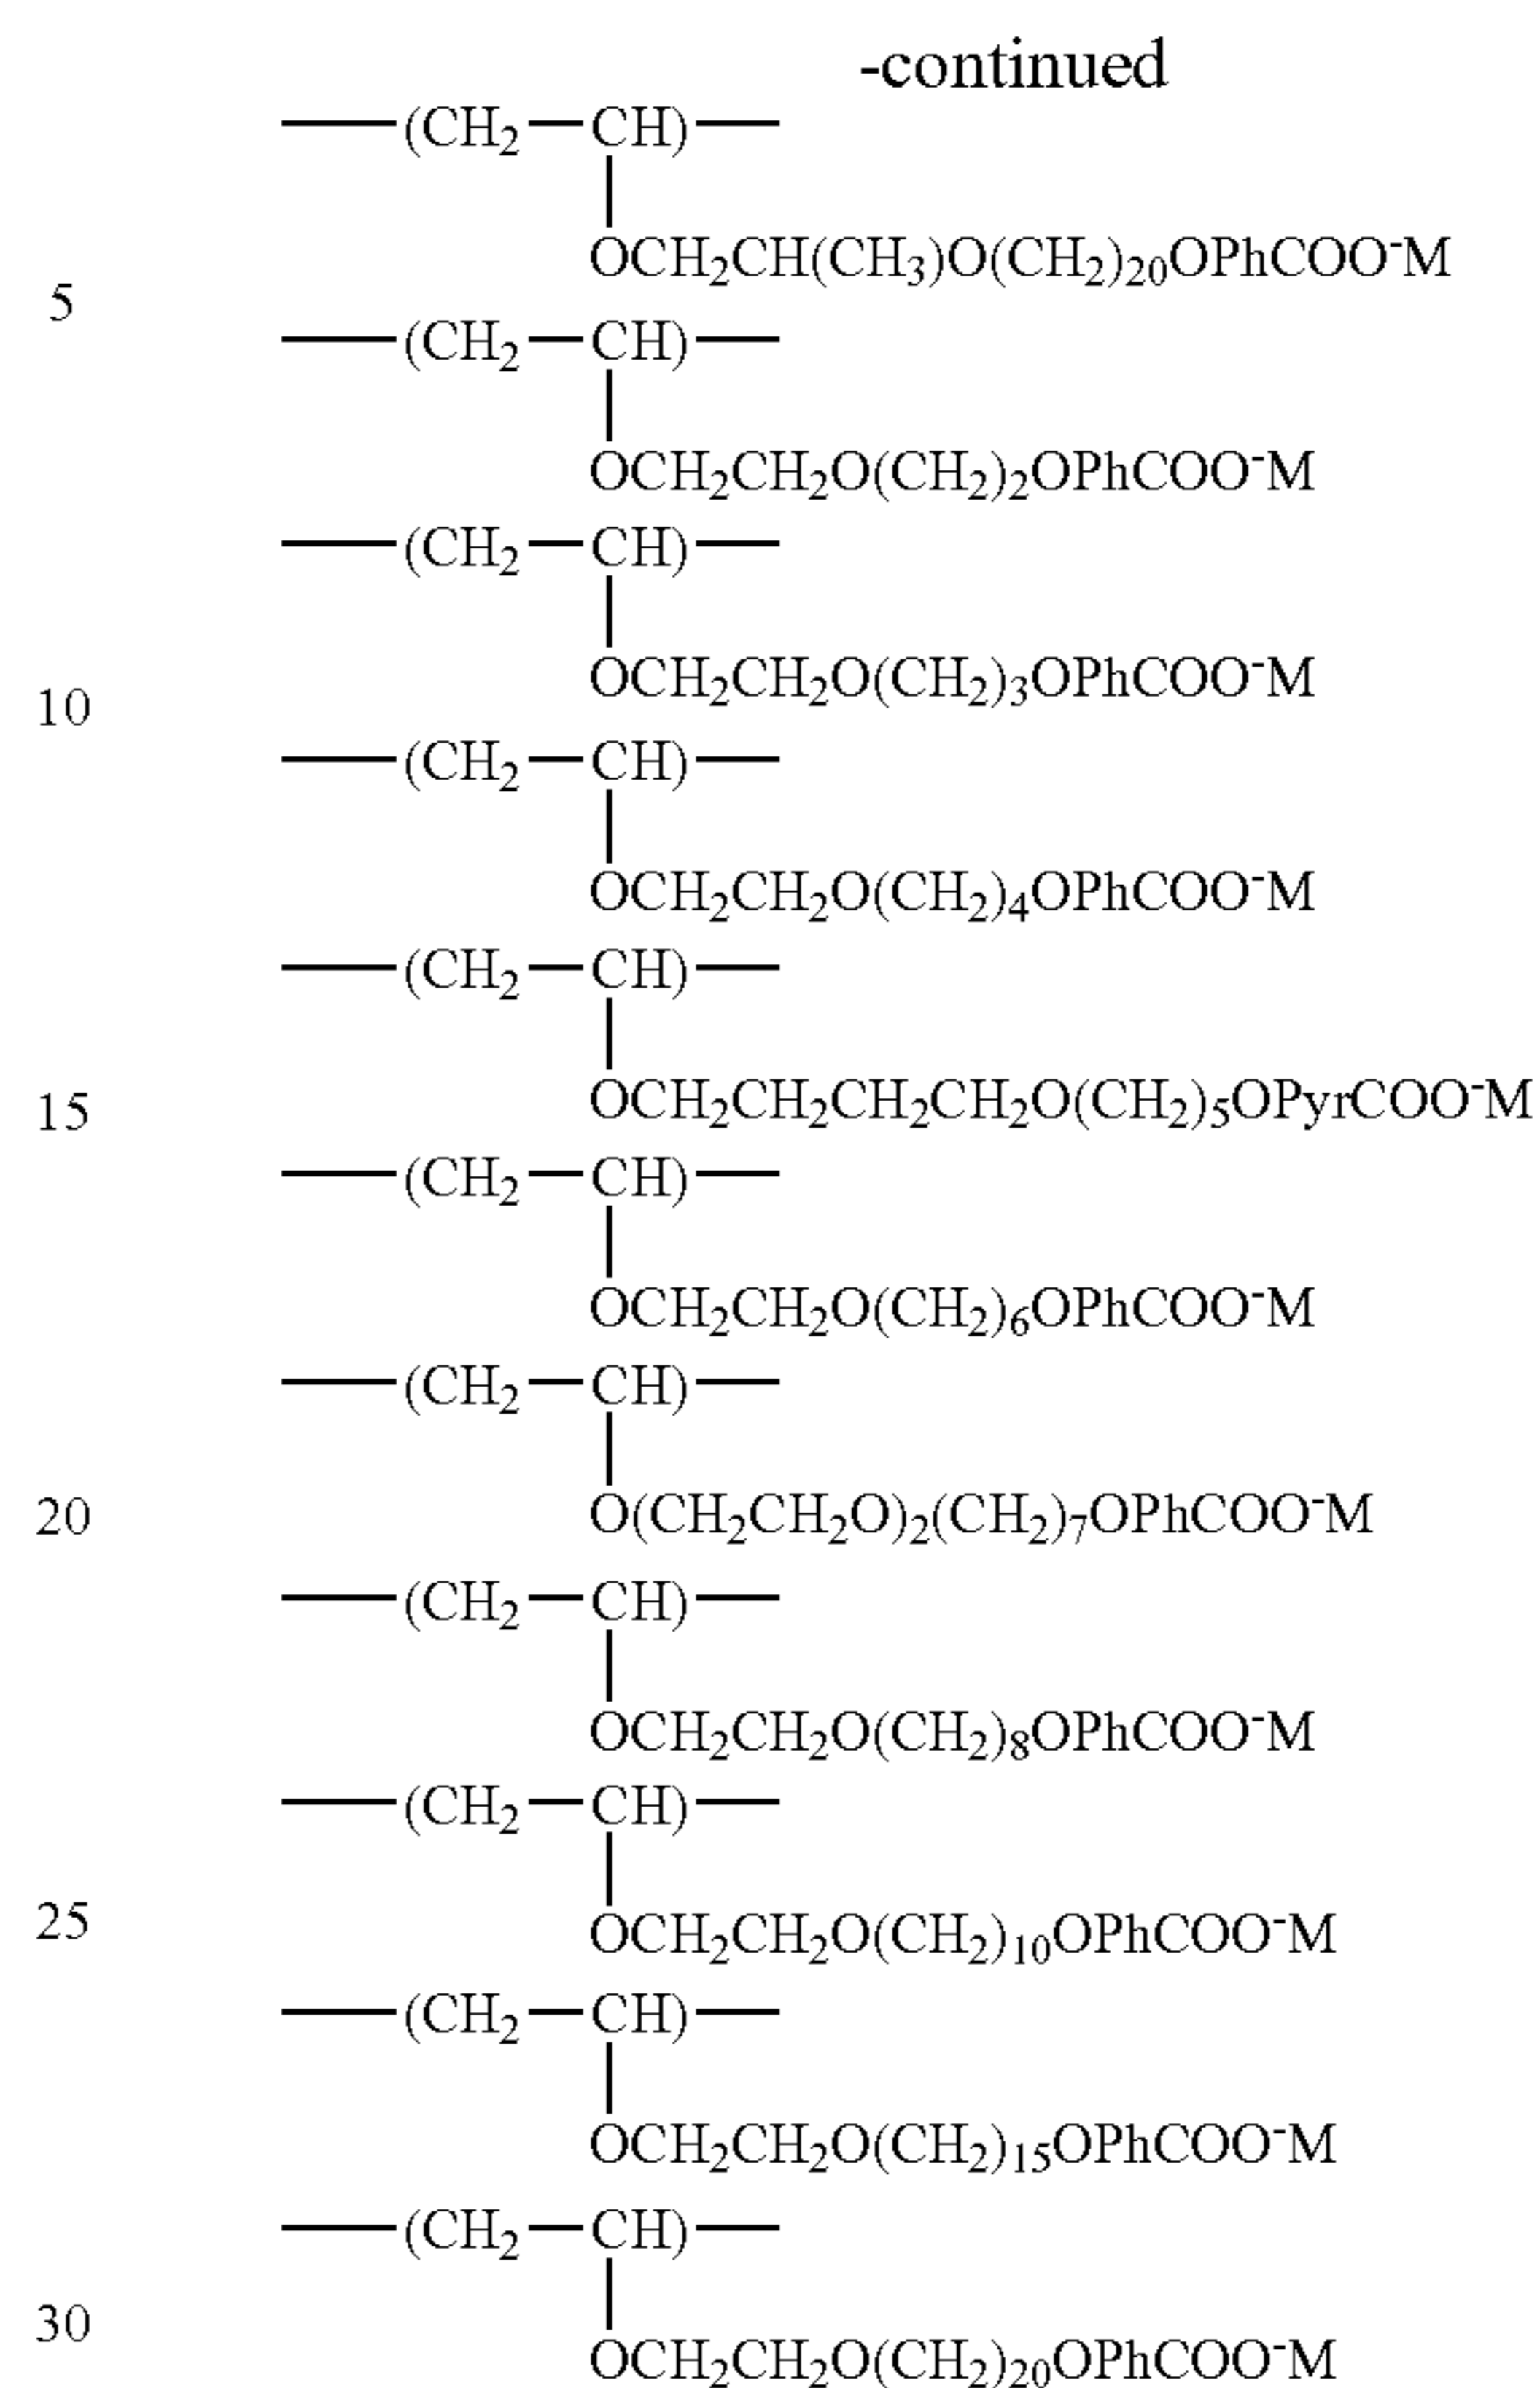 -continued
—(CH₂—CH)—
OCH₂CH(CH₃)O(CH₂)₂₀OPhCOO⁻M
5
—(CH₂—CH)—
OCH₂CH₂O(CH₂)₂OPhCOO⁻M
—(CH₂—CH)—
OCH₂CH₂O(CH₂)₃OPhCOO⁻M
10
—(CH₂—CH)—
OCH₂CH₂O(CH₂)₄OPhCOO⁻M
—(CH₂—CH)—
OCH₂CH₂CH₂CH₂O(CH₂)₅OPyrCOO⁻M
15
—(CH₂—CH)—
OCH₂CH₂O(CH₂)₆OPhCOO⁻M
—(CH₂—CH)—
O(CH₂CH₂O)₂(CH₂)₇OPhCOO⁻M
20
—(CH₂—CH)—
OCH₂CH₂O(CH₂)₈OPhCOO⁻M
—(CH₂—CH)—
25
OCH₂CH₂O(CH₂)₁₀OPhCOO⁻M
—(CH₂—CH)—
OCH₂CH₂O(CH₂)₁₅OPhCOO⁻M
—(CH₂—CH)—
30
OCH₂CH₂O(CH₂)₂₀OPhCOO⁻M